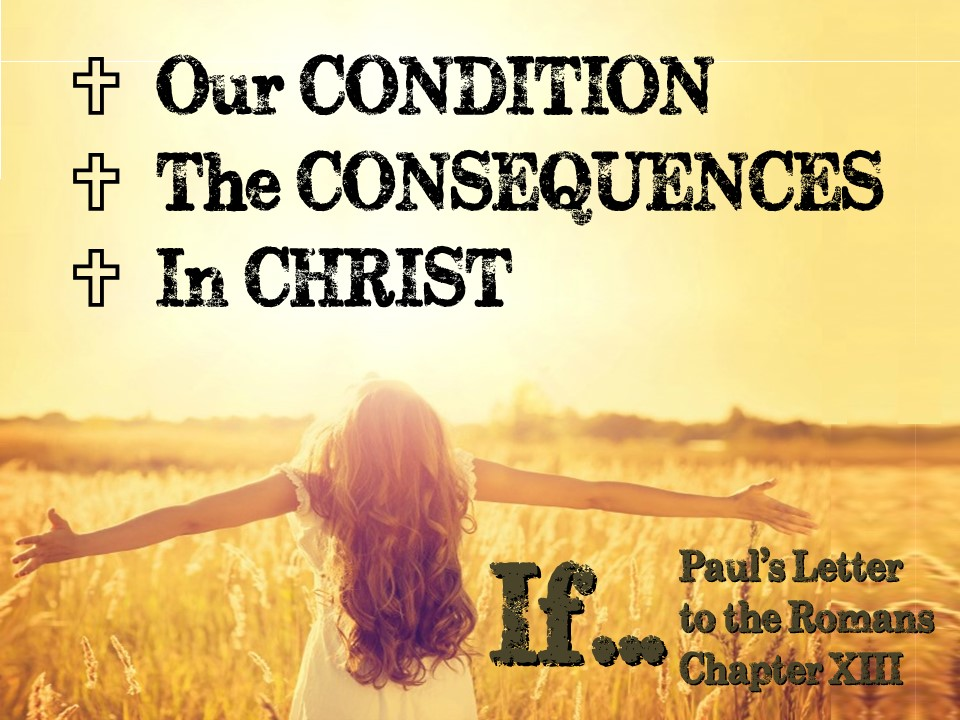 ✞ Our CONDITION
✞ The CONSEQUENCES
✞ In CHRIST
If...
Paul's Letter
to the Romans
Chapter XIII